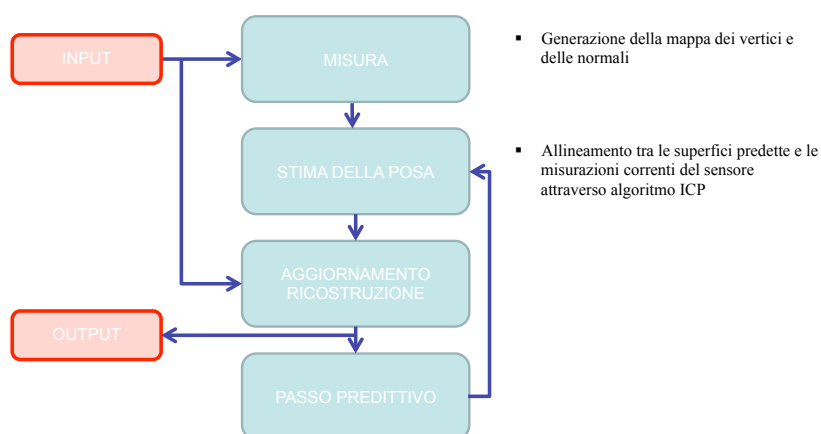 INPUT
MISURA
▪ Generazione della mappa dei vertici e
delle normali
STIMA DELLA POSA
▪ Allineamento tra le superfici predette e le
misurazioni correnti del sensore
attraverso algoritmo ICP
AGGIORNAMENTO
RICOSTRUZIONE
OUTPUT
PASSO PREDITTIVO